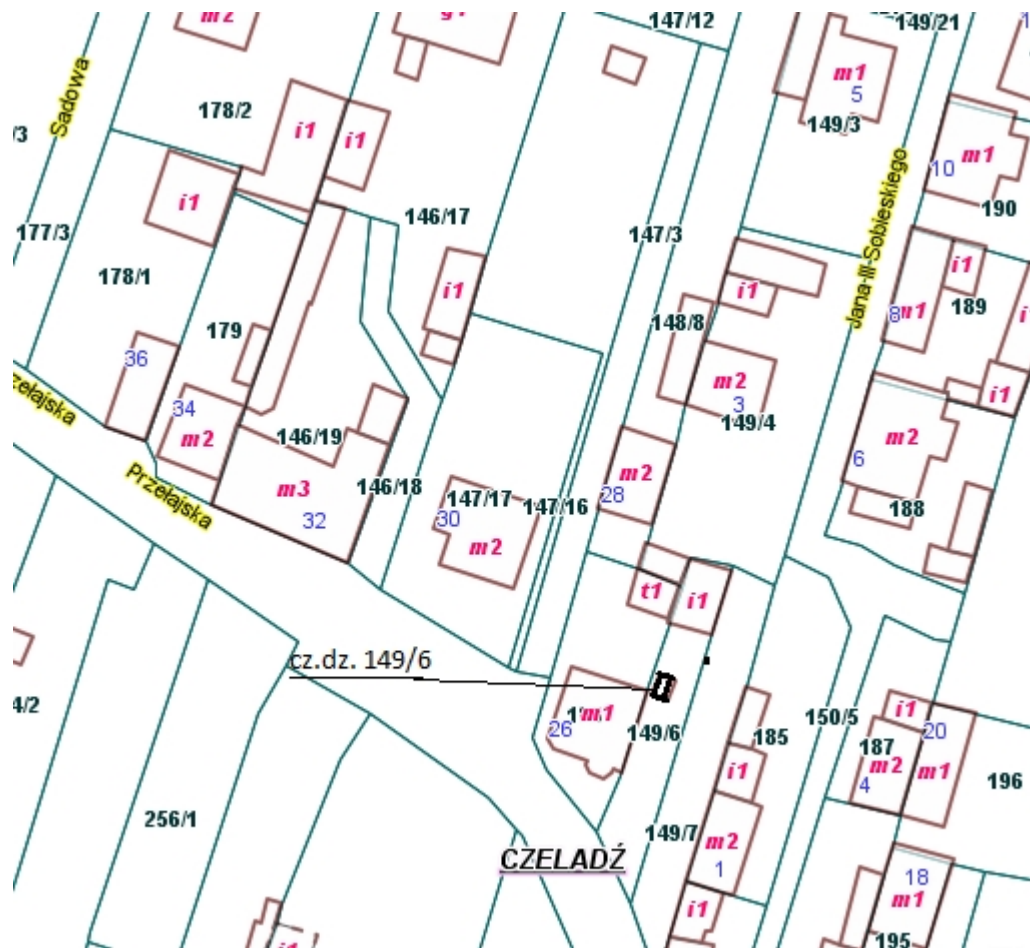 147/12
149/21
Sadowa
m1
5
178/2
i1
i1
149/3
10
m1
190
i1
146/17
177/3
147/3
Jana-III-Sobieskiego
178/1
i1
i1
i1
148/8
8
189
179
36
34
m2
3
149/4
i1
m2
146/19
m2
28
m2
6
Przełajska
m3
32
146/18
147/17
147/16
30
m2
188
t1
i1
cz.dz. 149/6
m1
26
149/6
4/2
185
150/5
i1
20
187
m2
m1
4
i1
196
256/1
149/7
m2
1
CZELADŹ
18
m1
i1
195